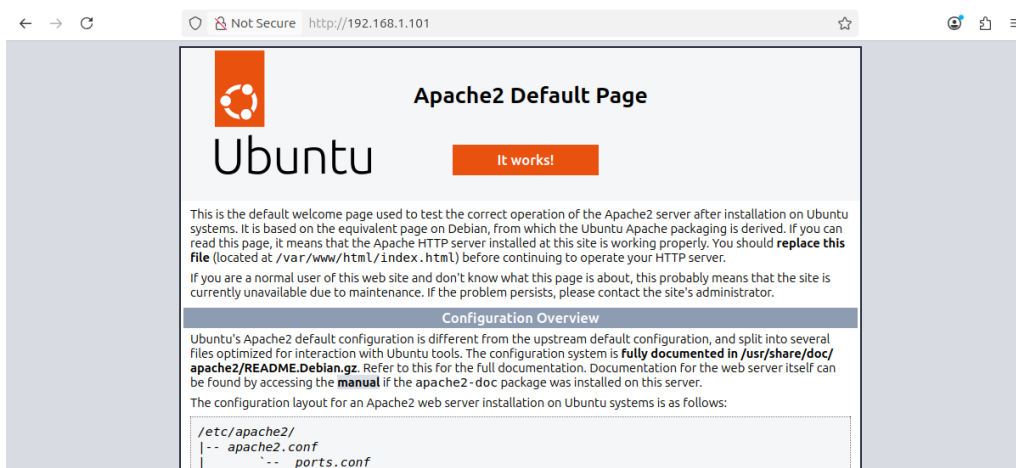 Not Secure http://192.168.1.101
Apache2 Default Page
Ubuntu
It works!
This is the default welcome page used to test the correct operation of the Apache2 server after installation on Ubuntu
systems. It is based on the equivalent page on Debian, from which the Ubuntu Apache packaging is derived. If you can
read this page, it means that the Apache HTTP server installed at this site is working properly. You should replace this
file (located at /var/www/html/index.html) before continuing to operate your HTTP server.
If you are a normal user of this web site and don't know what this page is about, this probably means that the site is
currently unavailable due to maintenance. If the problem persists, please contact the site's administrator.
Configuration Overview
Ubuntu's Apache2 default configuration is different from the upstream default configuration, and split into several
files optimized for interaction with Ubuntu tools. The configuration system is fully documented in /usr/share/doc/
apache2/README.Debian.gz. Refer to this for the full documentation. Documentation for the web server itself can
be found by accessing the manual if the apache2-doc package was installed on this server.
The configuration layout for an Apache2 web server installation on Ubuntu systems is as follows:
/etc/apache2/
|-- apache2.conf
|       `--  ports.conf